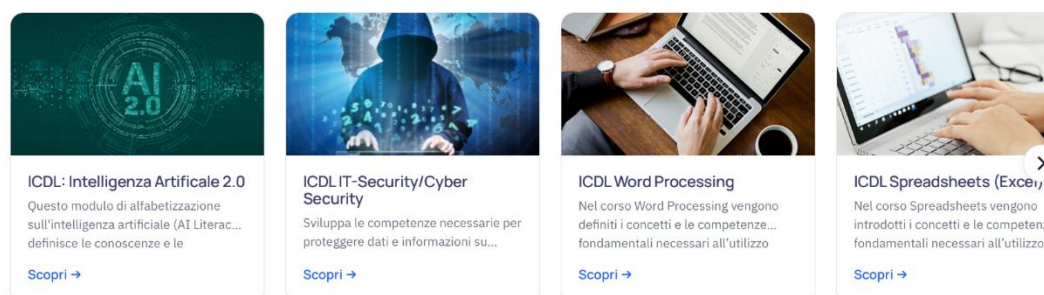 AI
2.0
ICDL: Intelligenza Artificale 2.0
Questo modulo di alfabetizzazione
sull'intelligenza artificiale (AI Literac...
definisce le conoscenze e le
Scopri →
ICDL IT-Security/Cyber
Security
Sviluppa le competenze necessarie per
proteggere dati e informazioni su...
Scopri →
ICDL Word Processing
Nel corso Word Processing vengono
definiti i concetti e le competenze...
fondamentali necessari all'utilizzo
Scopri →
ICDL Spreadsheets (Excel)
Nel corso Spreadsheets vengono
introdotti i concetti e le
fondamentali necessari all'utilizzo
Scopri →